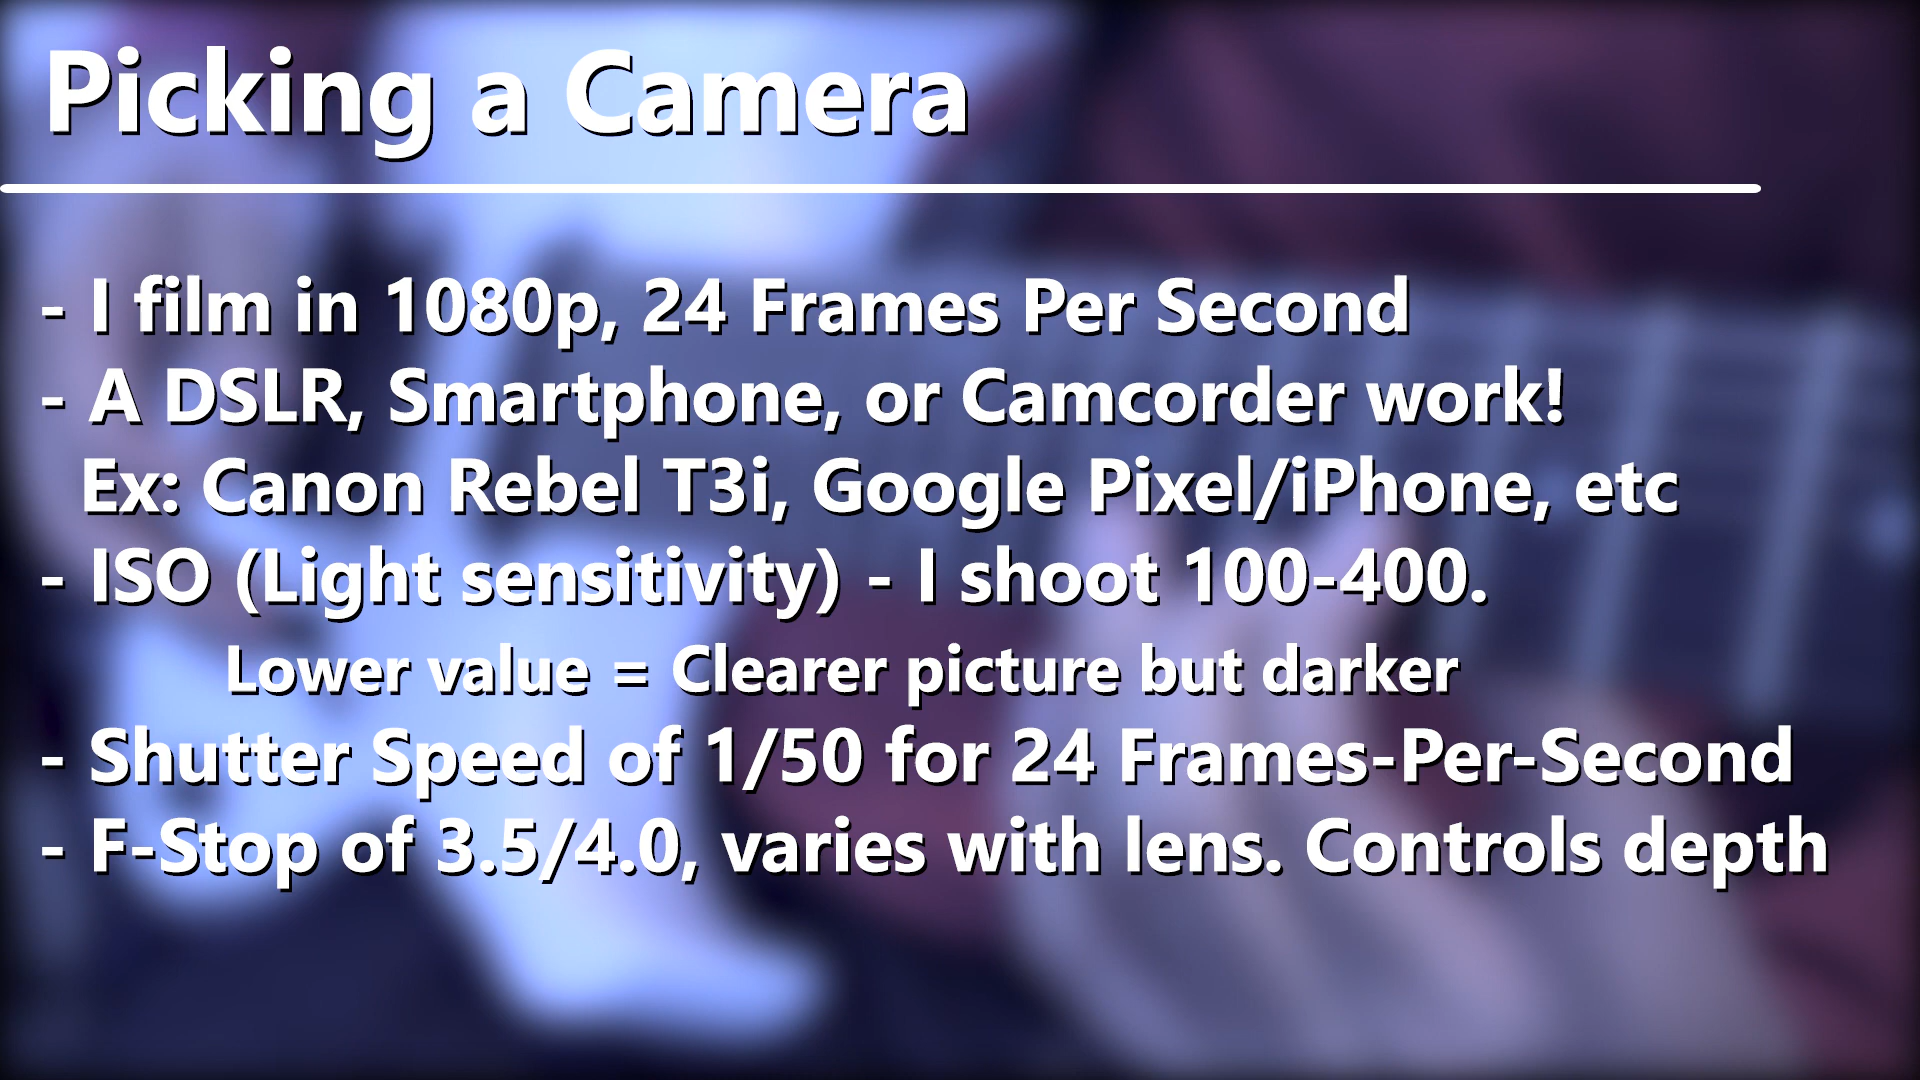 Picking a Camera
- I film in 1080p, 24 Frames Per Second
- A DSLR, Smartphone, or Camcorder work!
Ex: Canon Rebel T3i, Google Pixel/iPhone, etc
- ISO (Light sensitivity) - I shoot 100-400.
Lower value = Clearer picture but darker
- Shutter Speed of 1/50 for 24 Frames-Per-Second
- F-Stop of 3.5/4.0, varies with lens. Controls depth